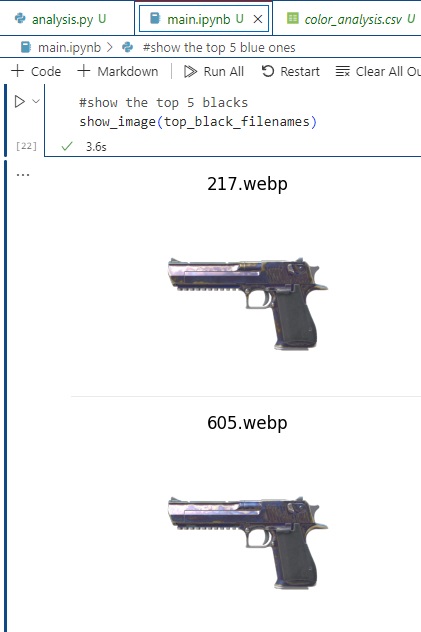 analysis.py U
main.ipynb U
color_analysis.csv U
main.ipynb > #show the top 5 blue ones
+ Code + Markdown Run All Restart Clear All Ou
#show the top 5 blacks
show_image(top_black_filenames)
[22] 3.6s
...
217.webp
605.webp